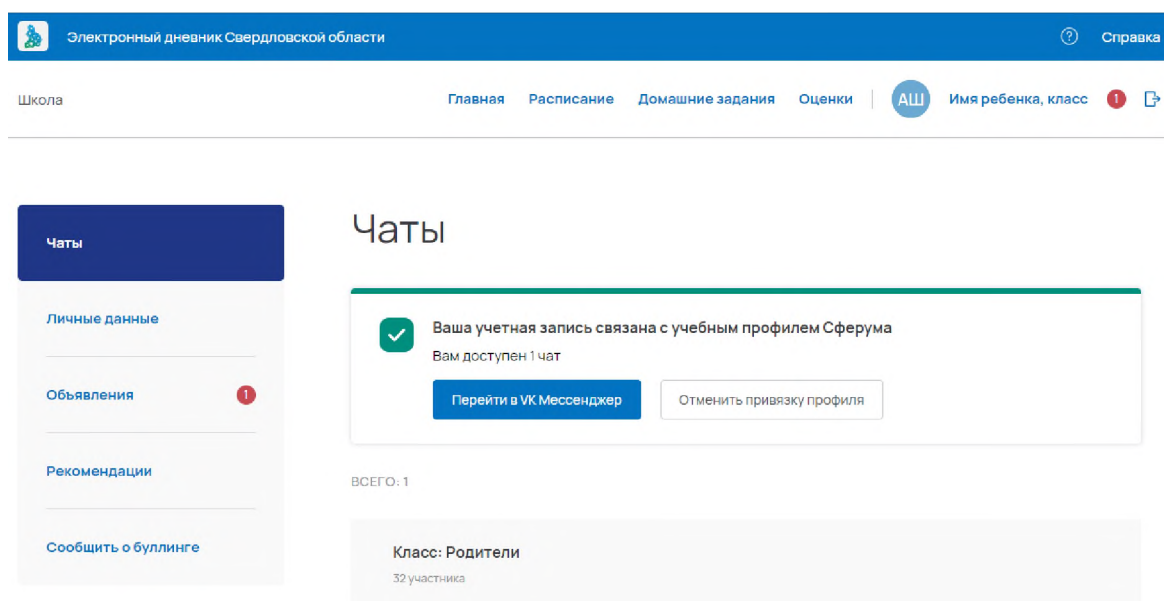 Электронный дневник Свердловской области
Справка
Школа
Главная Расписание Домашние задания Оценки АШ Имя ребенка, класс 1
Чаты
Личные данные
Объявления 1
Рекомендации
Сообщить о буллинге
Чаты
Ваша учетная запись связана с учебным профилем Сферума
Вам доступен 1 чат
Перейти в VK Мессенджер Отменить привязку профиля
ВСЕГО: 1
Класс: Родители
32 участника